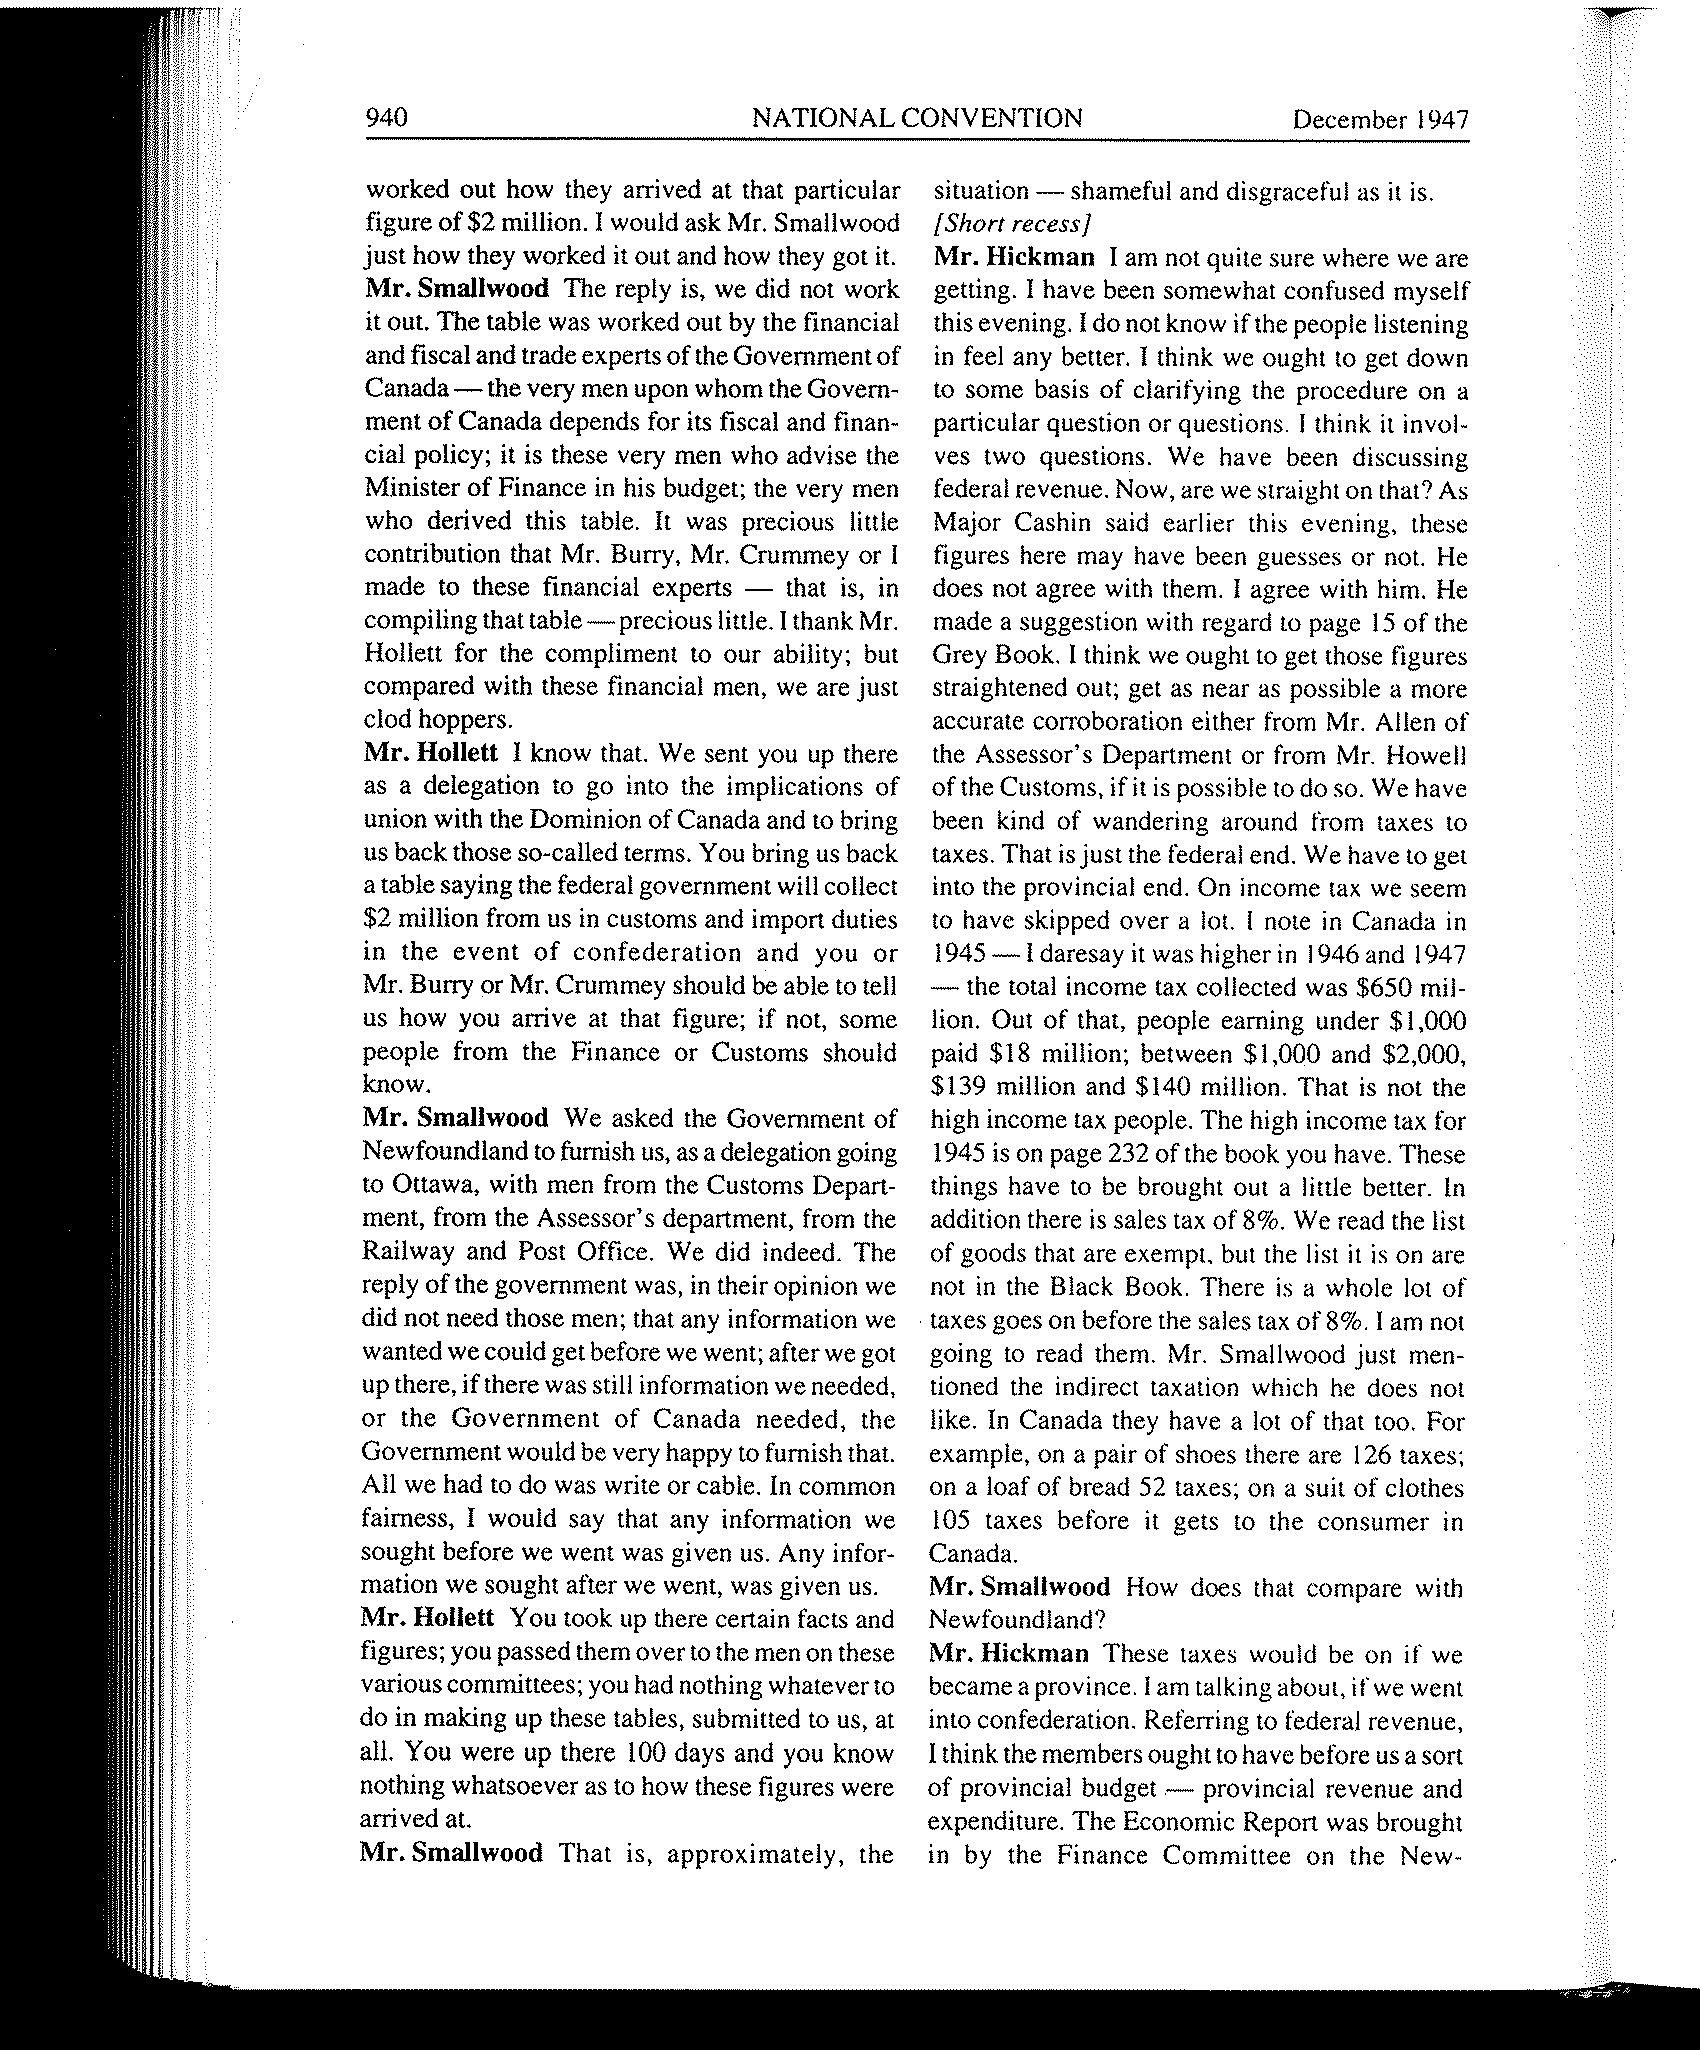 940 NATIONAL CONVENTION December 1947
worked out how they arrived at that particular
figure of $2 million. I would ask Mr. Smallwood
just how they worked it out and how they got it.
Mr. Smallwood The reply is, we did not work
it out. The table was worked out by the financial
and fiscal and trade experts of the Government of
Canada — the very men upon whom the Govern-
ment of Canada depends for its fiscal and finan-
cial policy; it is these very men who advise the
Minister of Finance in his budget; the very men
who derived this table. It was precious little
contribution that Mr. Burry, Mr. Crummey or I
made to these financial experts — that is, in
compiling that table — precious little. I thank Mr.
Hollett for the compliment to our ability; but
compared with these financial men, we are just
clod hoppers.
Mr. Hollett I know that. We sent you up there
as a delegation to go into the implications of
union with the Dominion of Canada and to bring
us back those so-called terms. You bring us back
a table saying the federal government will collect
$2 million from us in customs and import duties
in the event of confederation and you or
Mr. Burry or Mr. Crummey should be able to tell
us how you arrive at that figure; if not, some
people from the Finance or Customs should
know.
Mr. Smallwood We asked the Government of
Newfoundland to furnish us, as a delegation going
to Ottawa, with men from the Customs Depart-
ment, from the Assessor's department, from the
Railway and Post Office. We did indeed. The
reply of the government was, in their opinion we
did not need those men; that any information we
wanted we could get before we went; after we got
up there, if there was still information we needed,
or the Government of Canada needed, the
Government would be very happy to furnish that.
All we had to do was write or cable. In common
fairness, I would say that any information we
sought before we went was given us. Any infor-
mation we sought after we went, was given us.
Mr. Hollett You took up there certain facts and
figures; you passed them over to the men on these
various committees; you had nothing whatever to
do in making up these tables, submitted to us, at
all. You were up there 100 days and you know
nothing whatsoever as to how these figures were
arrived at.
Mr. Smallwood That is, approximately, the
situation — shameful and disgraceful as it is.
[Short recess]
Mr. Hickman I am not quite sure where we are
getting. I have been somewhat confused myself
this evening. I do not know if the people listening
in feel any better. I think we ought to get down
to some basis of clarifying the procedure on a
particular question or questions. I think it invol-
ves two questions. We have been discussing
federal revenue. Now, are we straight on that? As
Major Cashin said earlier this evening, these
figures here may have been guesses or not. He
does not agree with them. I agree with him. He
made a suggestion with regard to page 15 of the
Grey Book. I think we ought to get those figures
straightened out; get as near as possible a more
accurate corroboration either from Mr. Allen of
the Assessor's Department or from Mr. Howell
of the Customs, if it is possible to do so. We have
been kind of wandering around from taxes to
taxes. That is just the federal end. We have to get
into the provincial end. On income tax we seem
to have skipped over a lot. I note in Canada in
1945 — I daresay it was higher in 1946 and 1947
— the total income tax collected was $650 mil-
lion. Out of that, people earning under $1,000
paid $18 million; between $1,000 and $2,000,
$139 million and $140 million. That is not the
high income tax people. The high income tax for
1945 is on page 232 of the book you have. These
things have to be brought out a little better. In
addition there is sales tax of 8%. We read the list
of goods that are exempt, but the list it is on are
not in the Black Book. There is a whole lot of
taxes goes on before the sales tax of 8%. I am not
going to read them. Mr. Smallwood just men-
tioned the indirect taxation which he does not
like. In Canada they have a lot of that too. For
example, on a pair of shoes there are 126 taxes;
on a loaf of bread 52 taxes; on a suit of clothes
105 taxes before it gets to the consumer in
Canada.
Mr. Smallwood How does that compare with
Newfoundland?
Mr. Hickman These taxes would be on if we
became a province. I am talking about, if we went
into confederation. Referring to federal revenue,
I think the members ought to have before us a sort
of provincial budget — provincial revenue and
expenditure. The Economic Report was brought
in by the Finance Committee on the New-